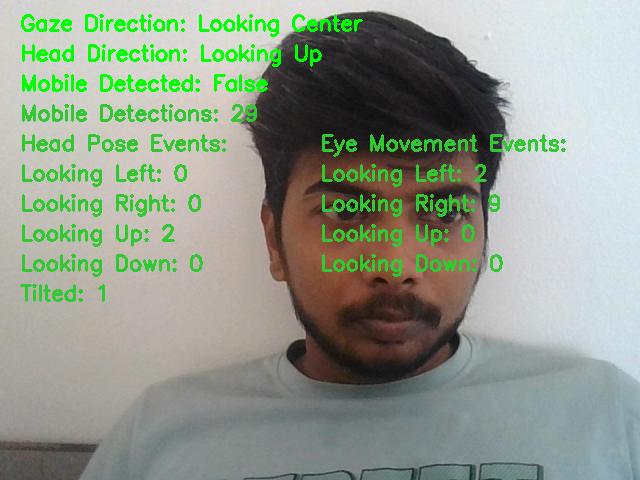 Gaze Direction: Looking Center
Head Direction: Looking Up
Mobile Detected: False
Mobile Detections: 29
Head Pose Events:
Looking Left: 0
Looking Right: 0
Looking Up: 2
Looking Down: 0
Tilted: 1
Eye Movement Events:
Looking Left: 2
Looking Right: 9
Looking Up: 0
Looking Down: 0